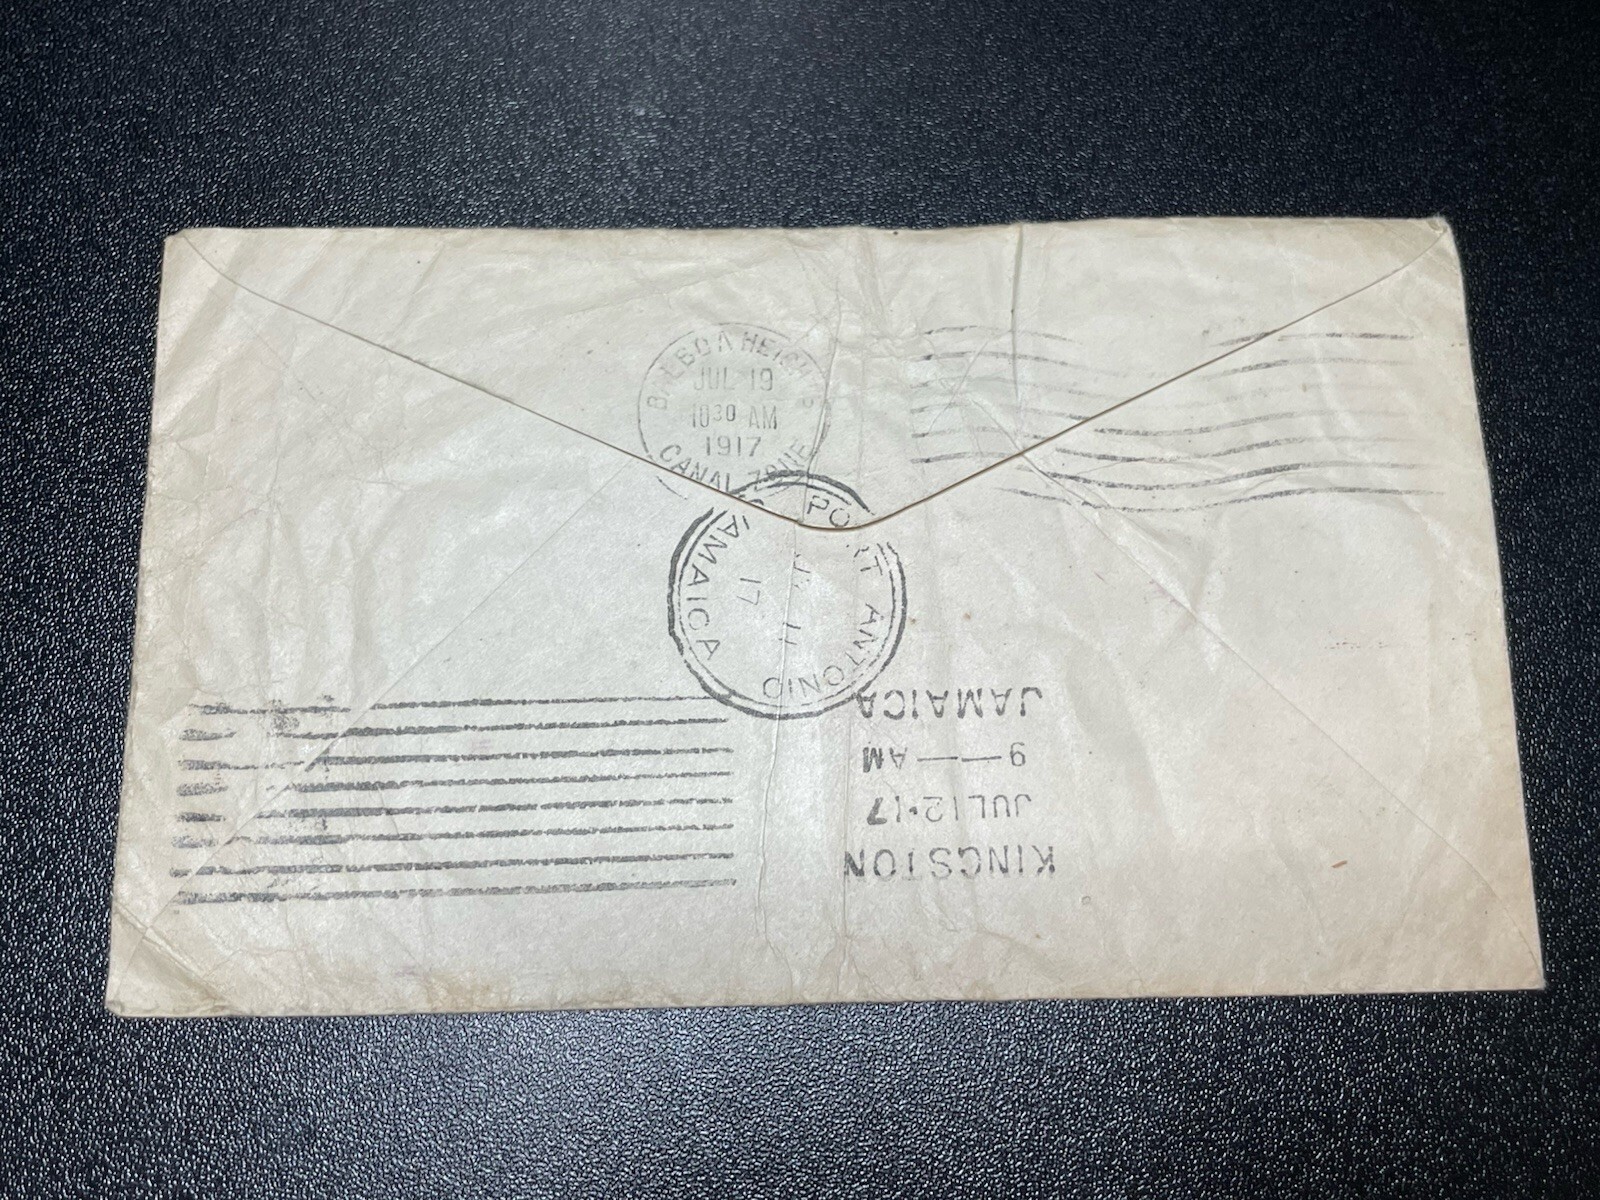 BALBOA HEIGHTS
JUL 19
1030 AM
1917
CANAL ZONE
PORT ANTONIO
11
17
JAMAICA
KINGSTON
JUL 12·17
9——AM
JAMAICA